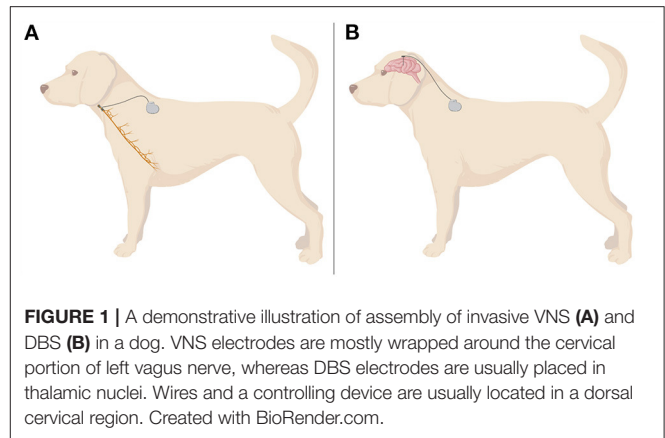 A
B
FIGURE 1 | A demonstrative illustration of assembly of invasive VNS (A) and
DBS (B) in a dog. VNS electrodes are mostly wrapped around the cervical
portion of left vagus nerve, whereas DBS electrodes are usually placed in
thalamic nuclei. Wires and a controlling device are usually located in a dorsal
cervical region. Created with BioRender.com.